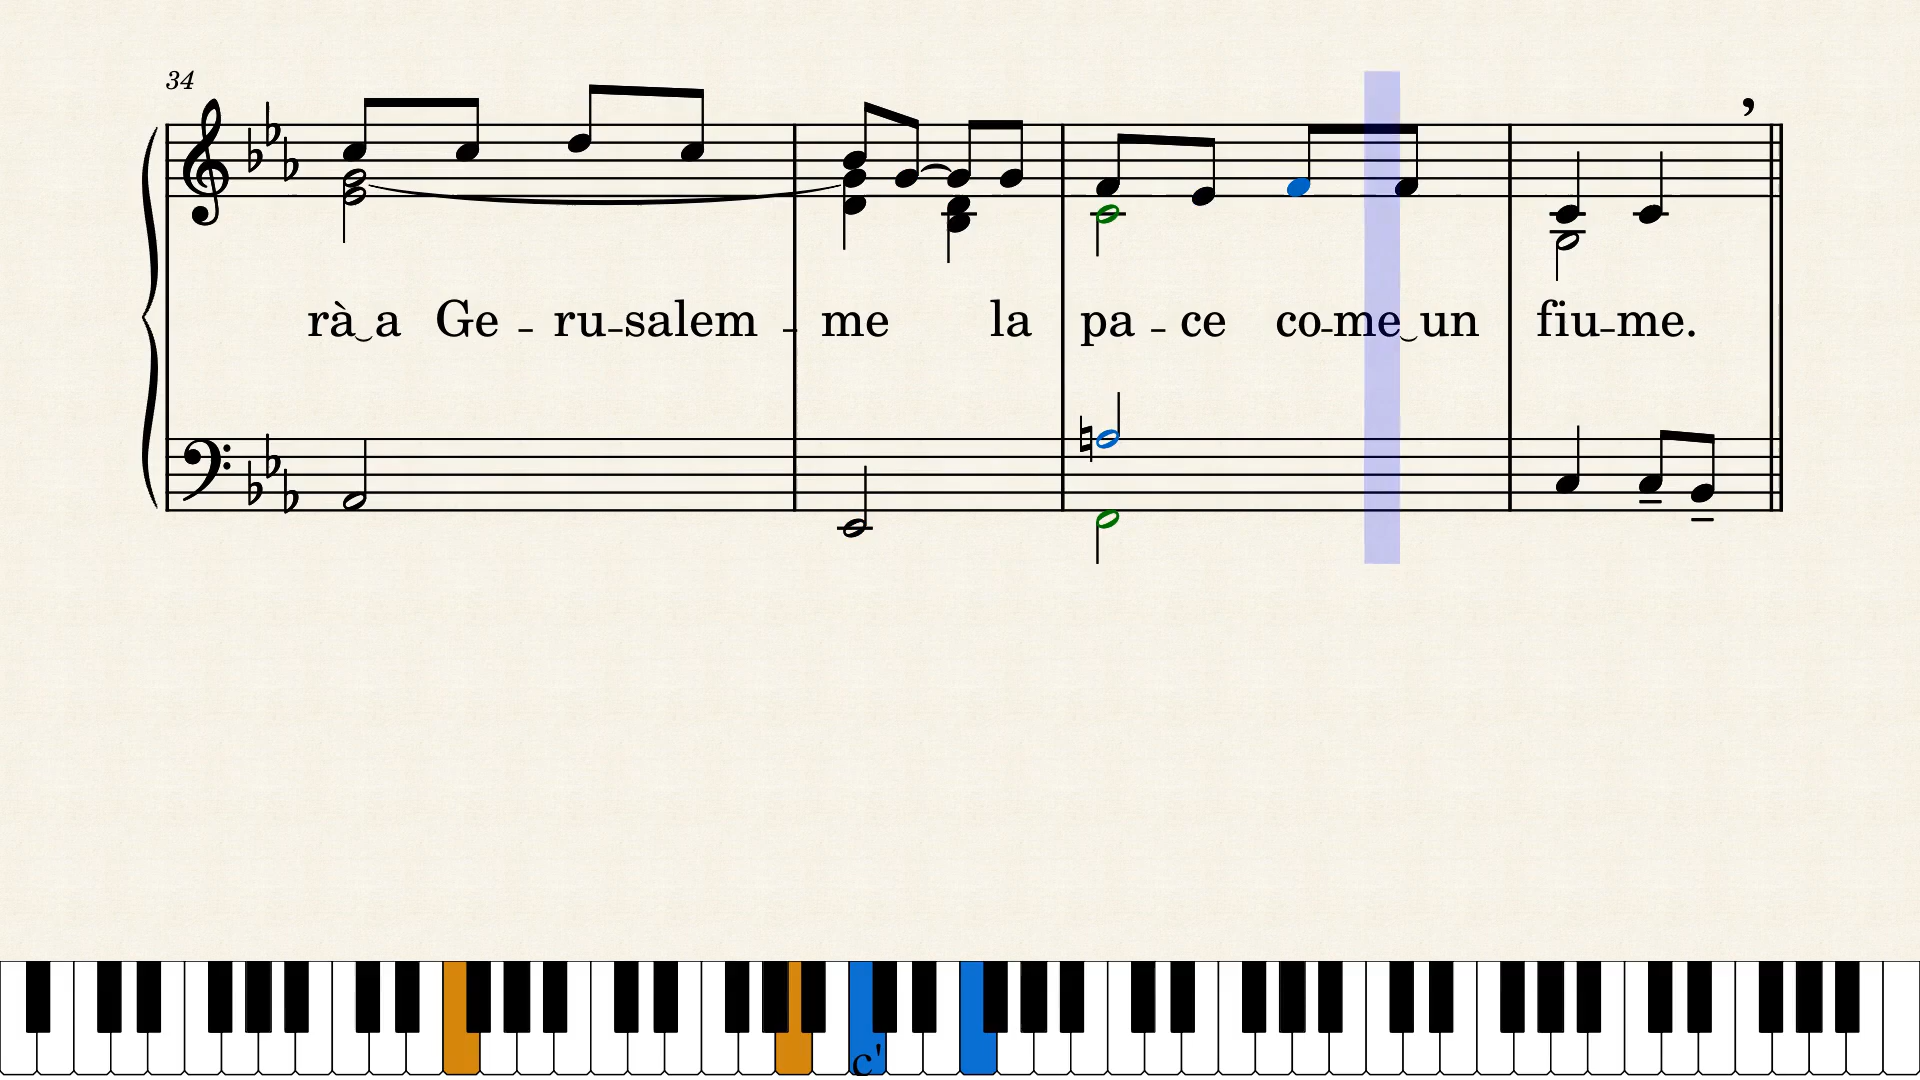 34
rà‿a Ge - ru-salem - me la pa - ce co-me‿un fiu-me.
c'